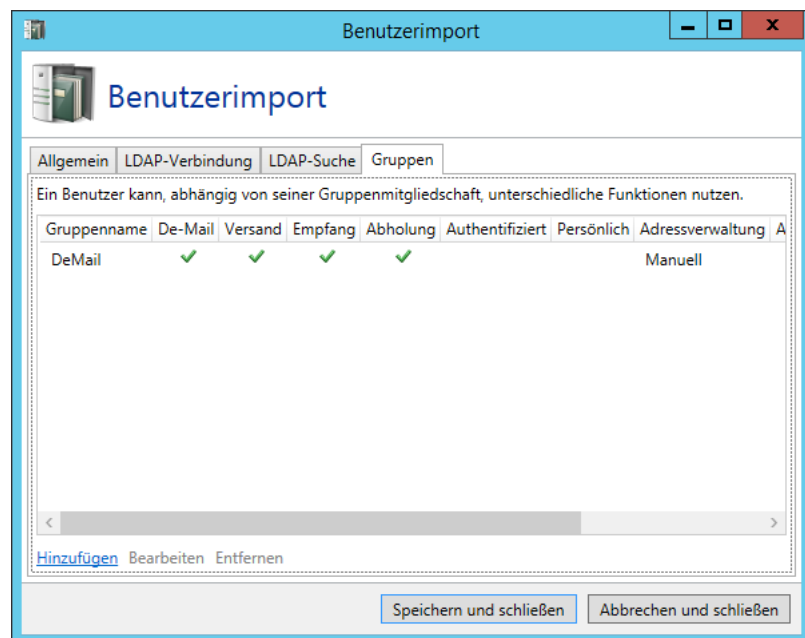 Benutzerimport
Benutzerimport
Allgemein LDAP-Verbindung LDAP-Suche Gruppen
Ein Benutzer kann, abhängig von seiner Gruppenmitgliedschaft, unterschiedliche Funktionen nutzen.
Gruppenname De-Mail Versand Empfang Abholung Authentifiziert Persönlich Adressverwaltung A
DeMail Manuell
Hinzufügen Bearbeiten Entfernen
Speichern und schließen Abbrechen und schließen